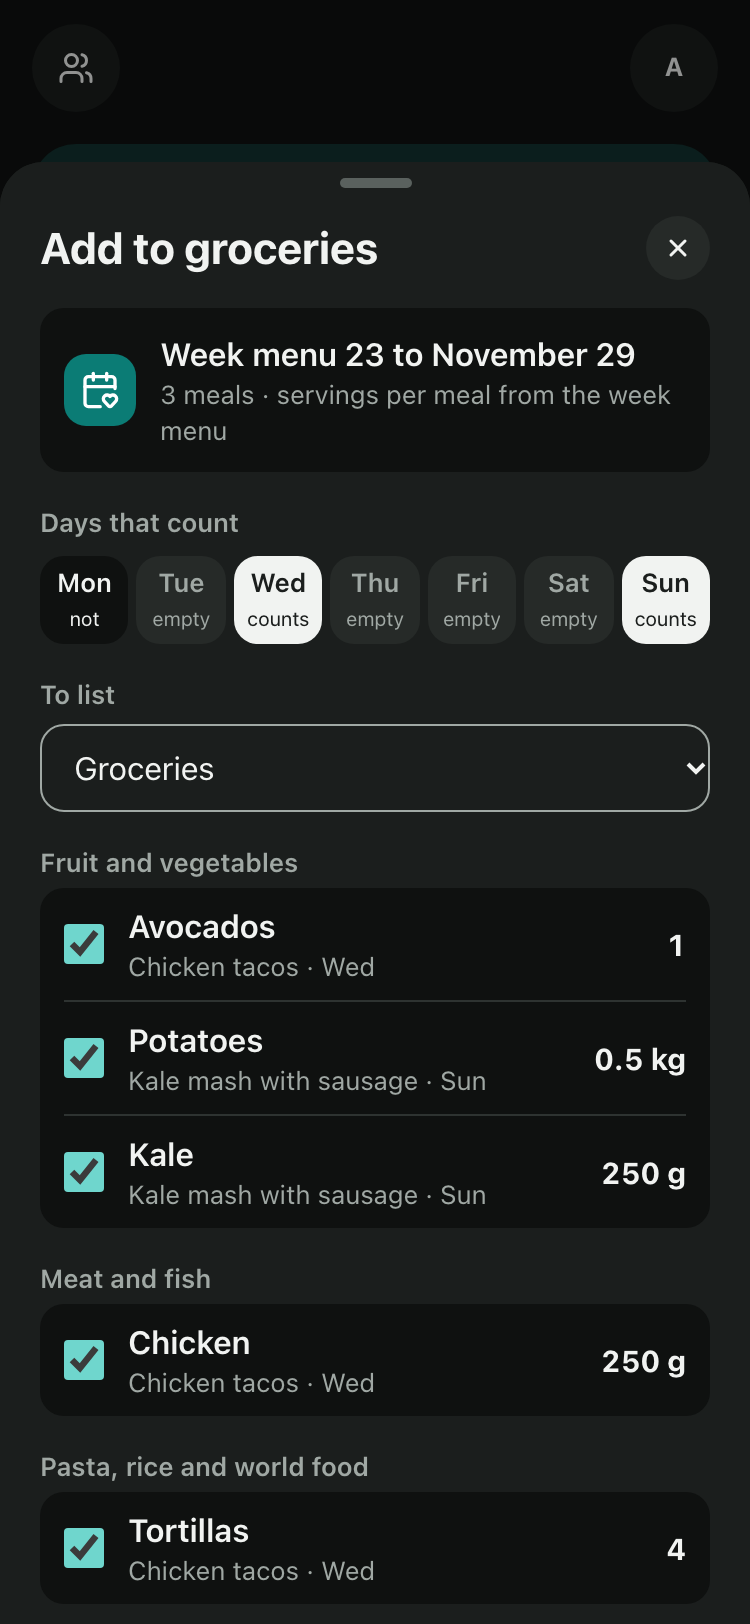 A
Add to groceries
Week menu 23 to November 29
3 meals · servings per meal from the week
menu
Days that count
Mon Tue Wed Thu Fri Sat Sun
not empty counts empty empty empty counts
To list
Groceries
Fruit and vegetables
Avocados
Chicken tacos · Wed
1
Potatoes
Kale mash with sausage · Sun
0.5 kg
Kale
Kale mash with sausage · Sun
250 g
Meat and fish
Chicken
Chicken tacos · Wed
250 g
Pasta, rice and world food
Tortillas
Chicken tacos · Wed
4